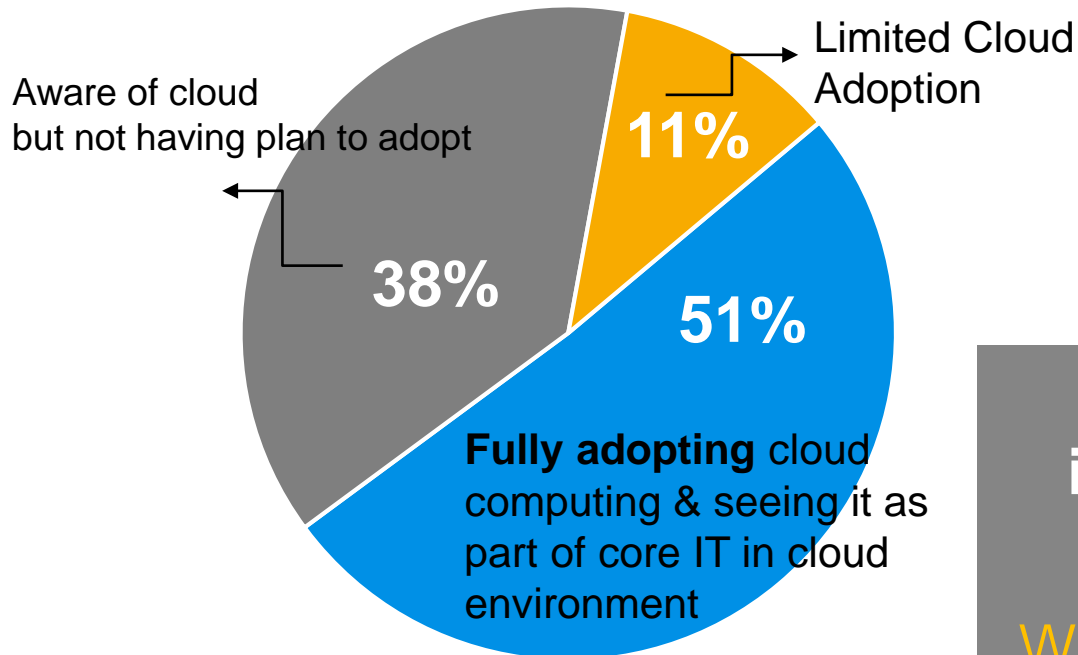 Limited Cloud
Adoption
Aware of cloud
but not having plan to adopt
11%
38%
51%
Fully adopting cloud
computing & seeing it as
part of core IT in cloud
environment